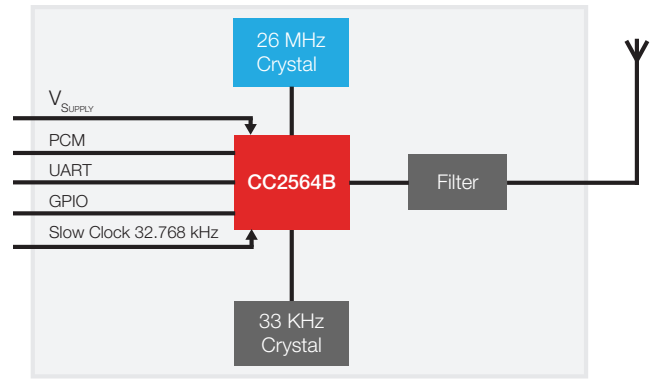 26 MHz
Crystal
VSUPPLY
PCM
UART
GPIO
Slow Clock 32.768 kHz
CC2564B
Filter
33 KHz
Crystal